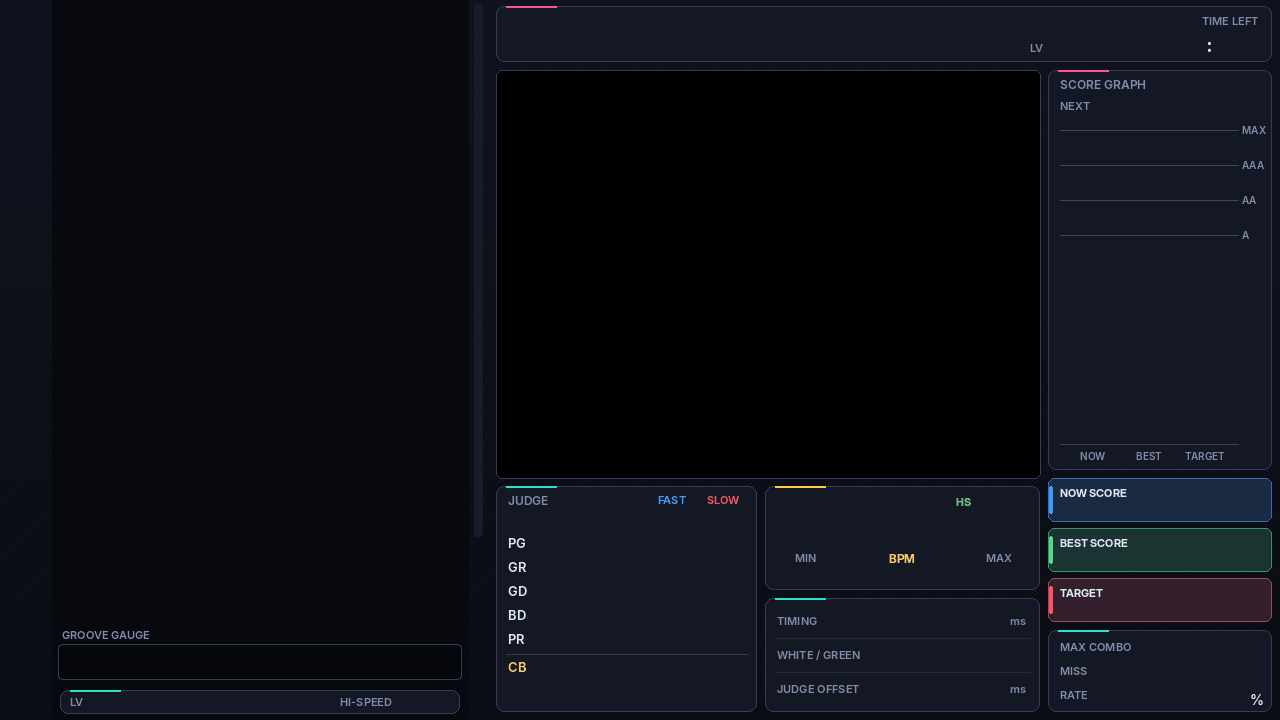 TIME LEFT
LV :
SCORE GRAPH
NEXT
MAX
AAA
AA
A
NOW BEST TARGET
JUDGE FAST SLOW
PG
GR
GD
BD
PR
CB
HS
MIN BPM MAX
TIMING ms
WHITE / GREEN
JUDGE OFFSET ms
NOW SCORE
BEST SCORE
TARGET
MAX COMBO
MISS
RATE %
GROOVE GAUGE
LV HI-SPEED